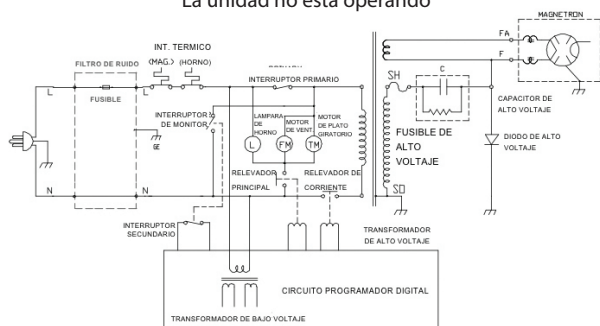 La unidad no está operando
MAGNETRON
FA
F
INT. TERMICO
(MAG.) (HORNO)
FILTRO DE RUIDO
FUSIBLE
L
L
INTERRUPTOR PRIMARIO
SH
C
CAPACITOR DE
ALTO VOLTAJE
INTERRUPTOR
DE MONITOR
LAMPARA
DE
HORNO
MOTOR
DE VENT.
MOTOR
DE PLATO
GIRATORIO
L
FM
TM
FUSIBLE DE
ALTO
VOLTAJE
DIODO DE ALTO
VOLTAJE
RELEVADOR
PRINCIPAL
RELEVADOR DE
CORRIENTE
N
N
SO
INTERRUPTOR
SECUNDARIO
TRANSFORMADOR
DE ALTO VOLTAJE
CIRCUITO PROGRAMADOR DIGITAL
TRANSFORMADOR DE BAJO VOLTAJE